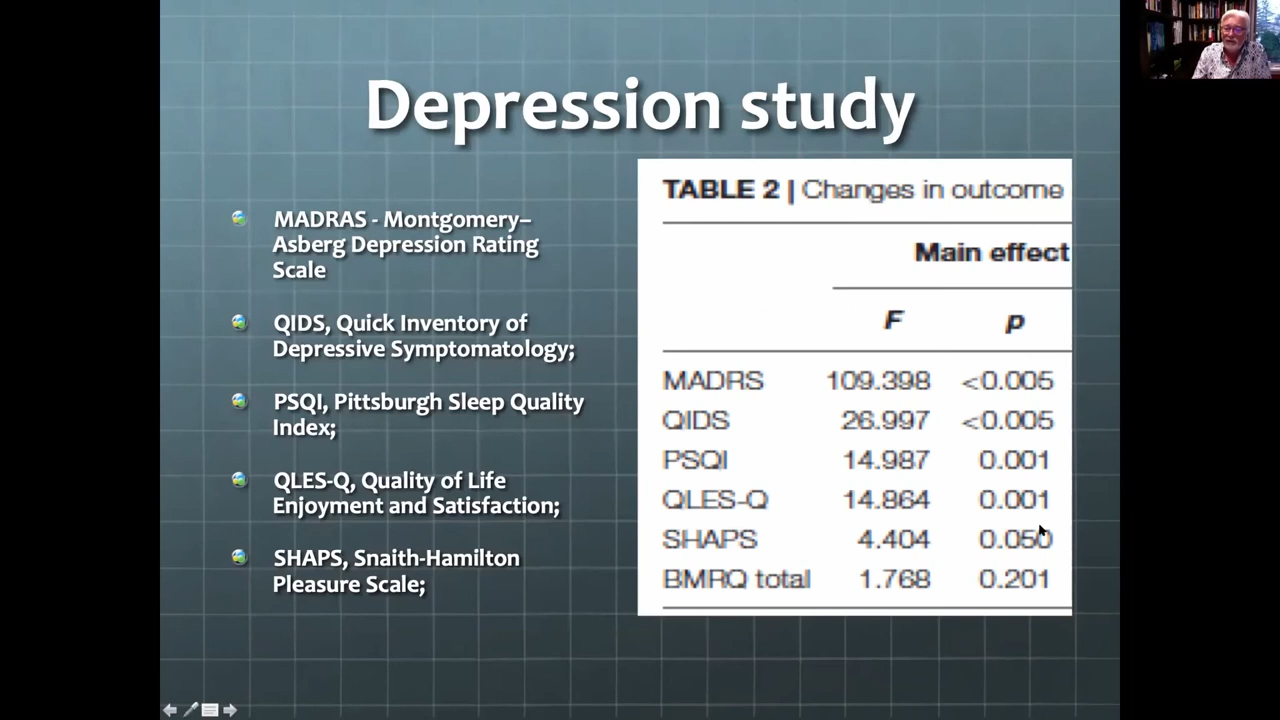 Depression study
MADRAS - Montgomery–
Asberg Depression Rating
Scale
QIDS, Quick Inventory of
Depressive Symptomatology;
PSQI, Pittsburgh Sleep Quality
Index;
QLES-Q, Quality of Life
Enjoyment and Satisfaction;
SHAPS, Snaith-Hamilton
Pleasure Scale;
TABLE 2 | Changes in outcome
Main effect
F p
MADRS 109.398 <0.005
QIDS 26.997 <0.005
PSQI 14.987 0.001
QLES-Q 14.864 0.001
SHAPS 4.404 0.050
BMRQ total 1.768 0.201